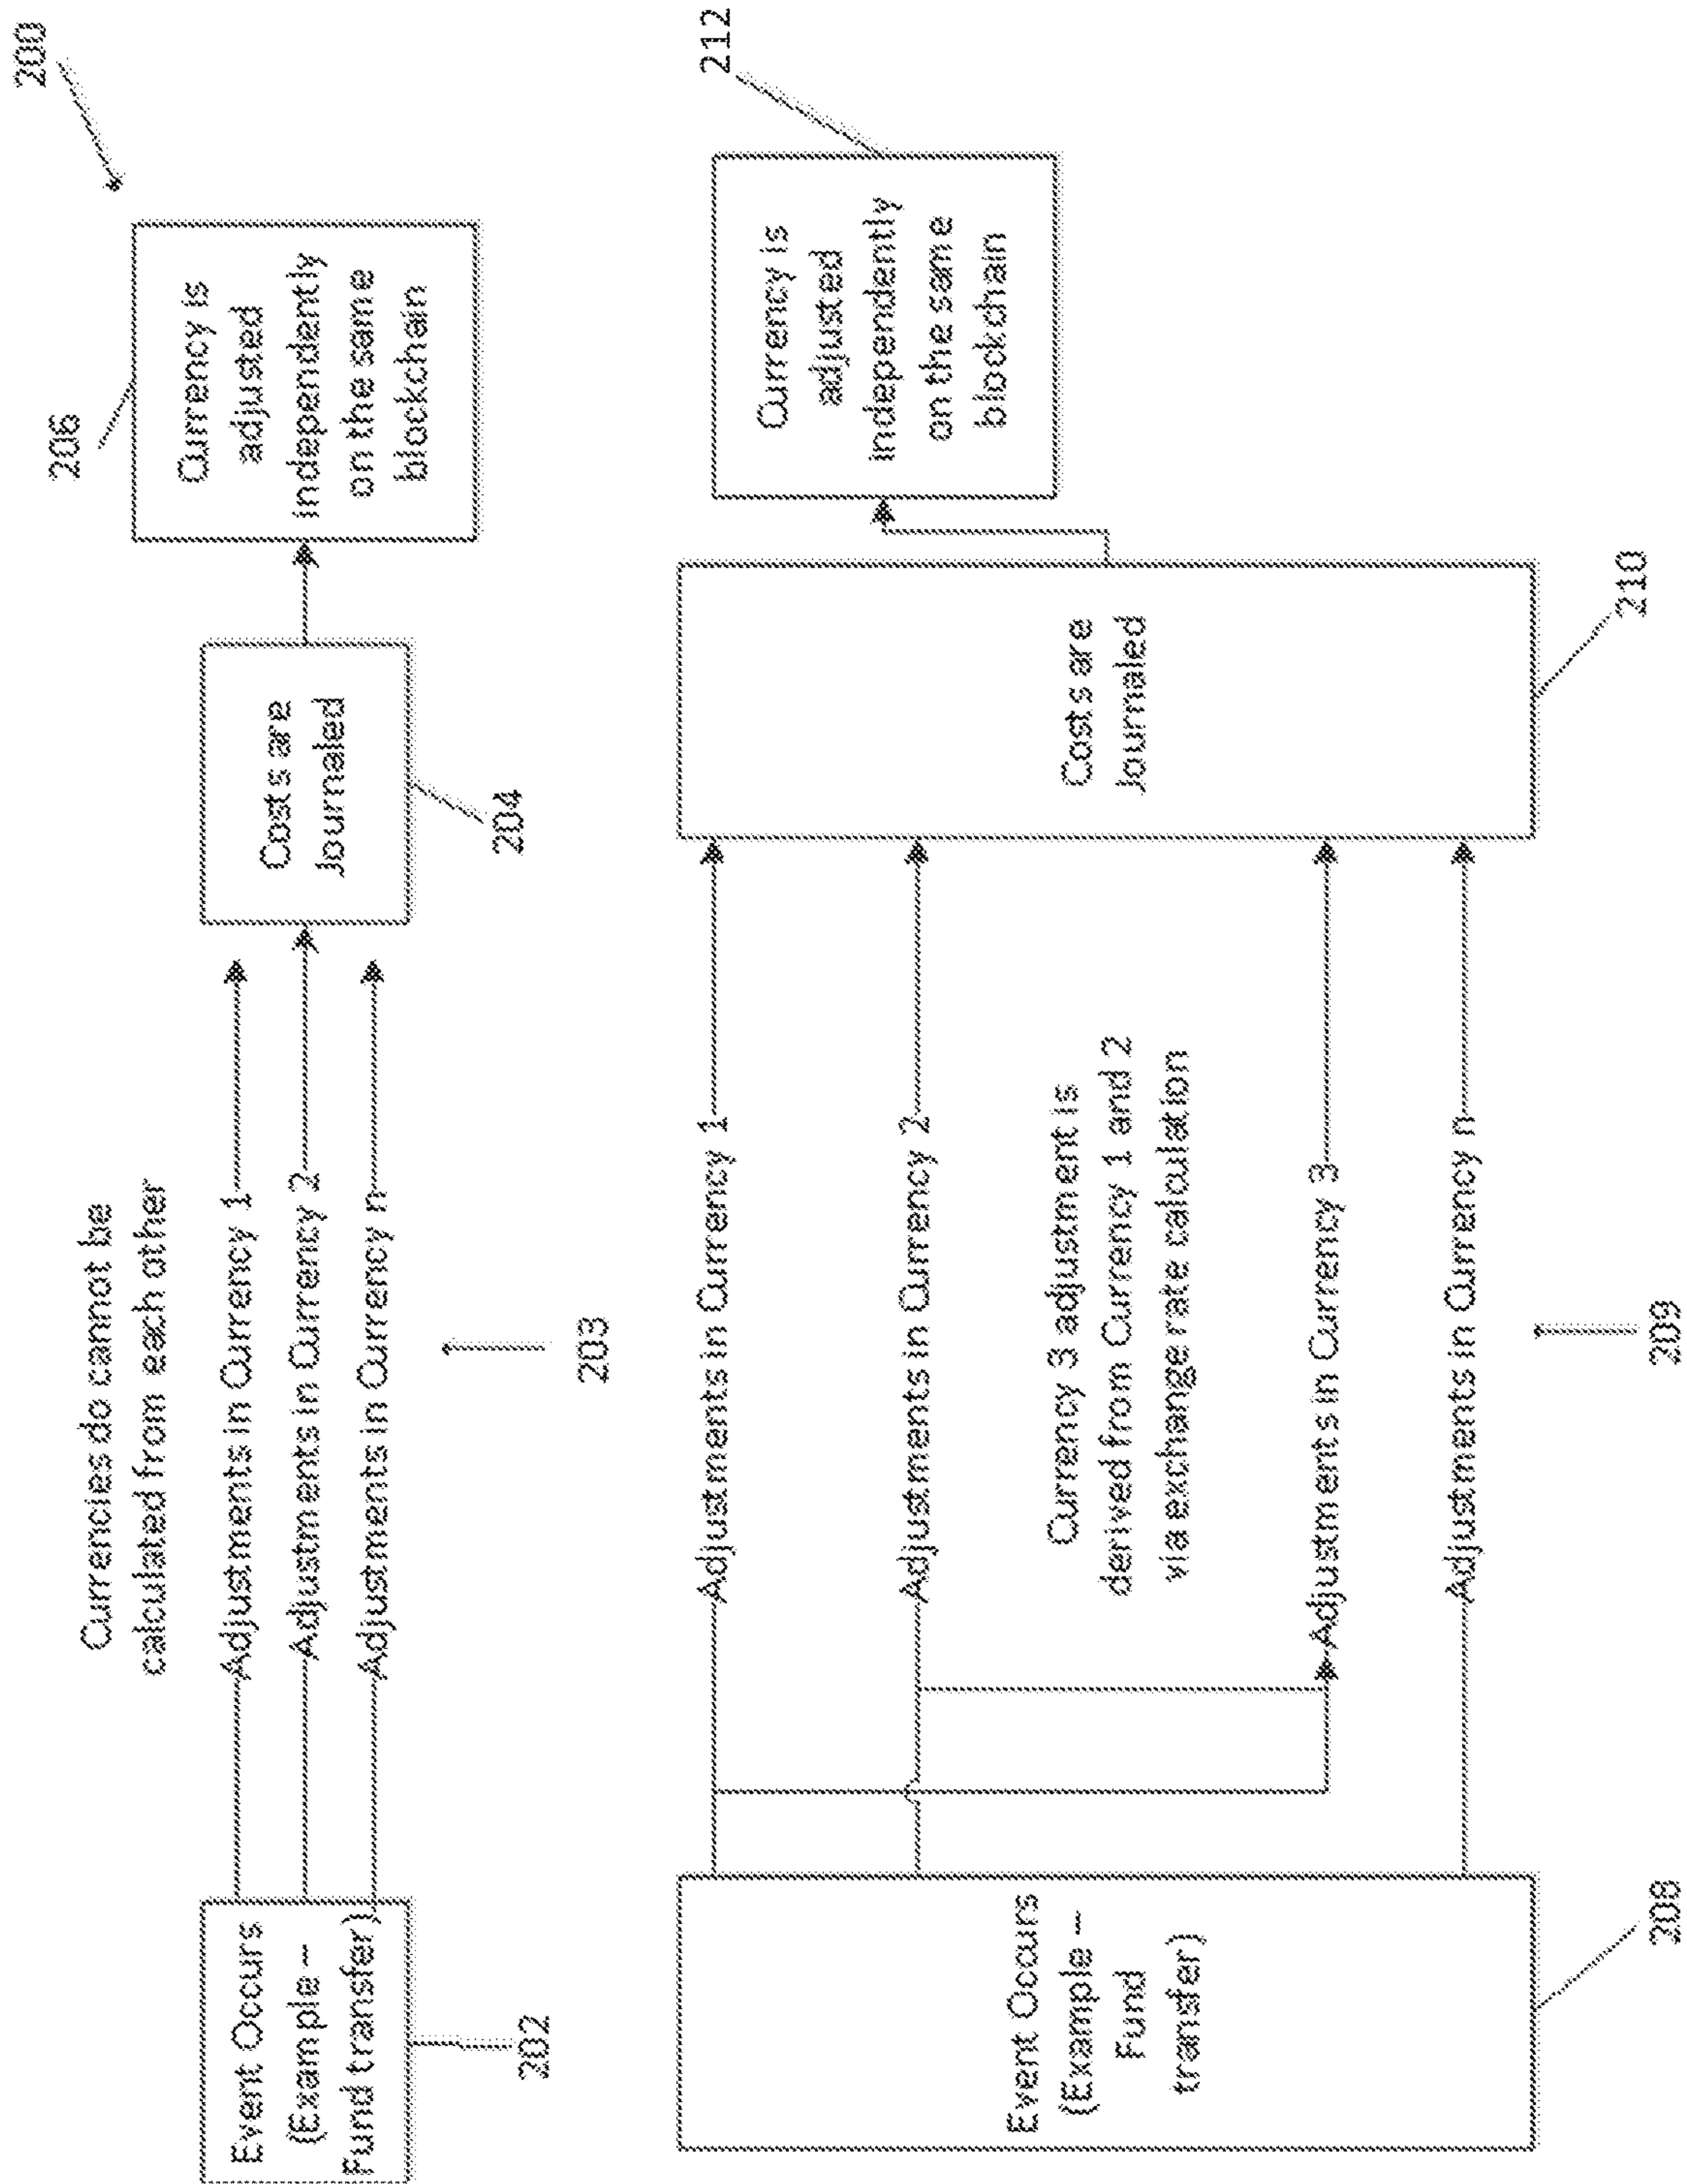 200
Currencies do cannot be
calculated from each other
206
Event Occurs
(Example –
Fund transfer)
202
Adjustments in Currency 1
Adjustments in Currency 2
Adjustments in Currency n
203
Costs are
Journaled
204
Currency is
adjusted
independently
on the same
blockchain
Event Occurs
(Example –
Fund
transfer)
208
Adjustments in Currency 1
Adjustments in Currency 2
Currency 3 adjustment is
derived from Currency 1 and 2
via exchange rate calculation
Adjustments in Currency 3
Adjustments in Currency n
209
Costs are
Journaled
210
Currency is
adjusted
independently
on the same
blockchain
212